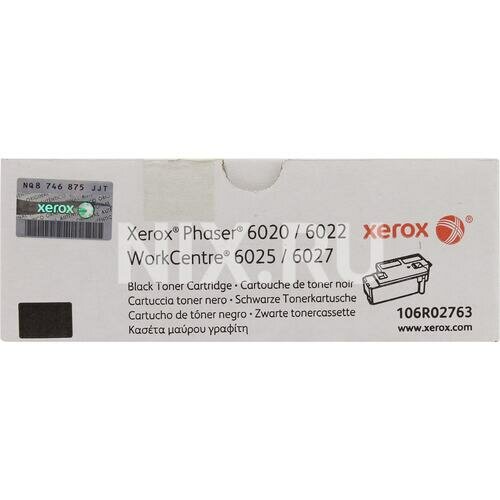 NQ8 746 875 JJT
xerox
Xerox® Phaser® 6020 / 6022
WorkCentre® 6025 / 6027
xerox
Black Toner Cartridge · Cartouche de toner noir
Cartuccia toner nero · Schwarze Tonerkartusche
Cartucho de tóner negro · Zwarte tonercassette
Κασέτα μαύρου γραφίτη
106R02763
www.xerox.com
NIX.RU